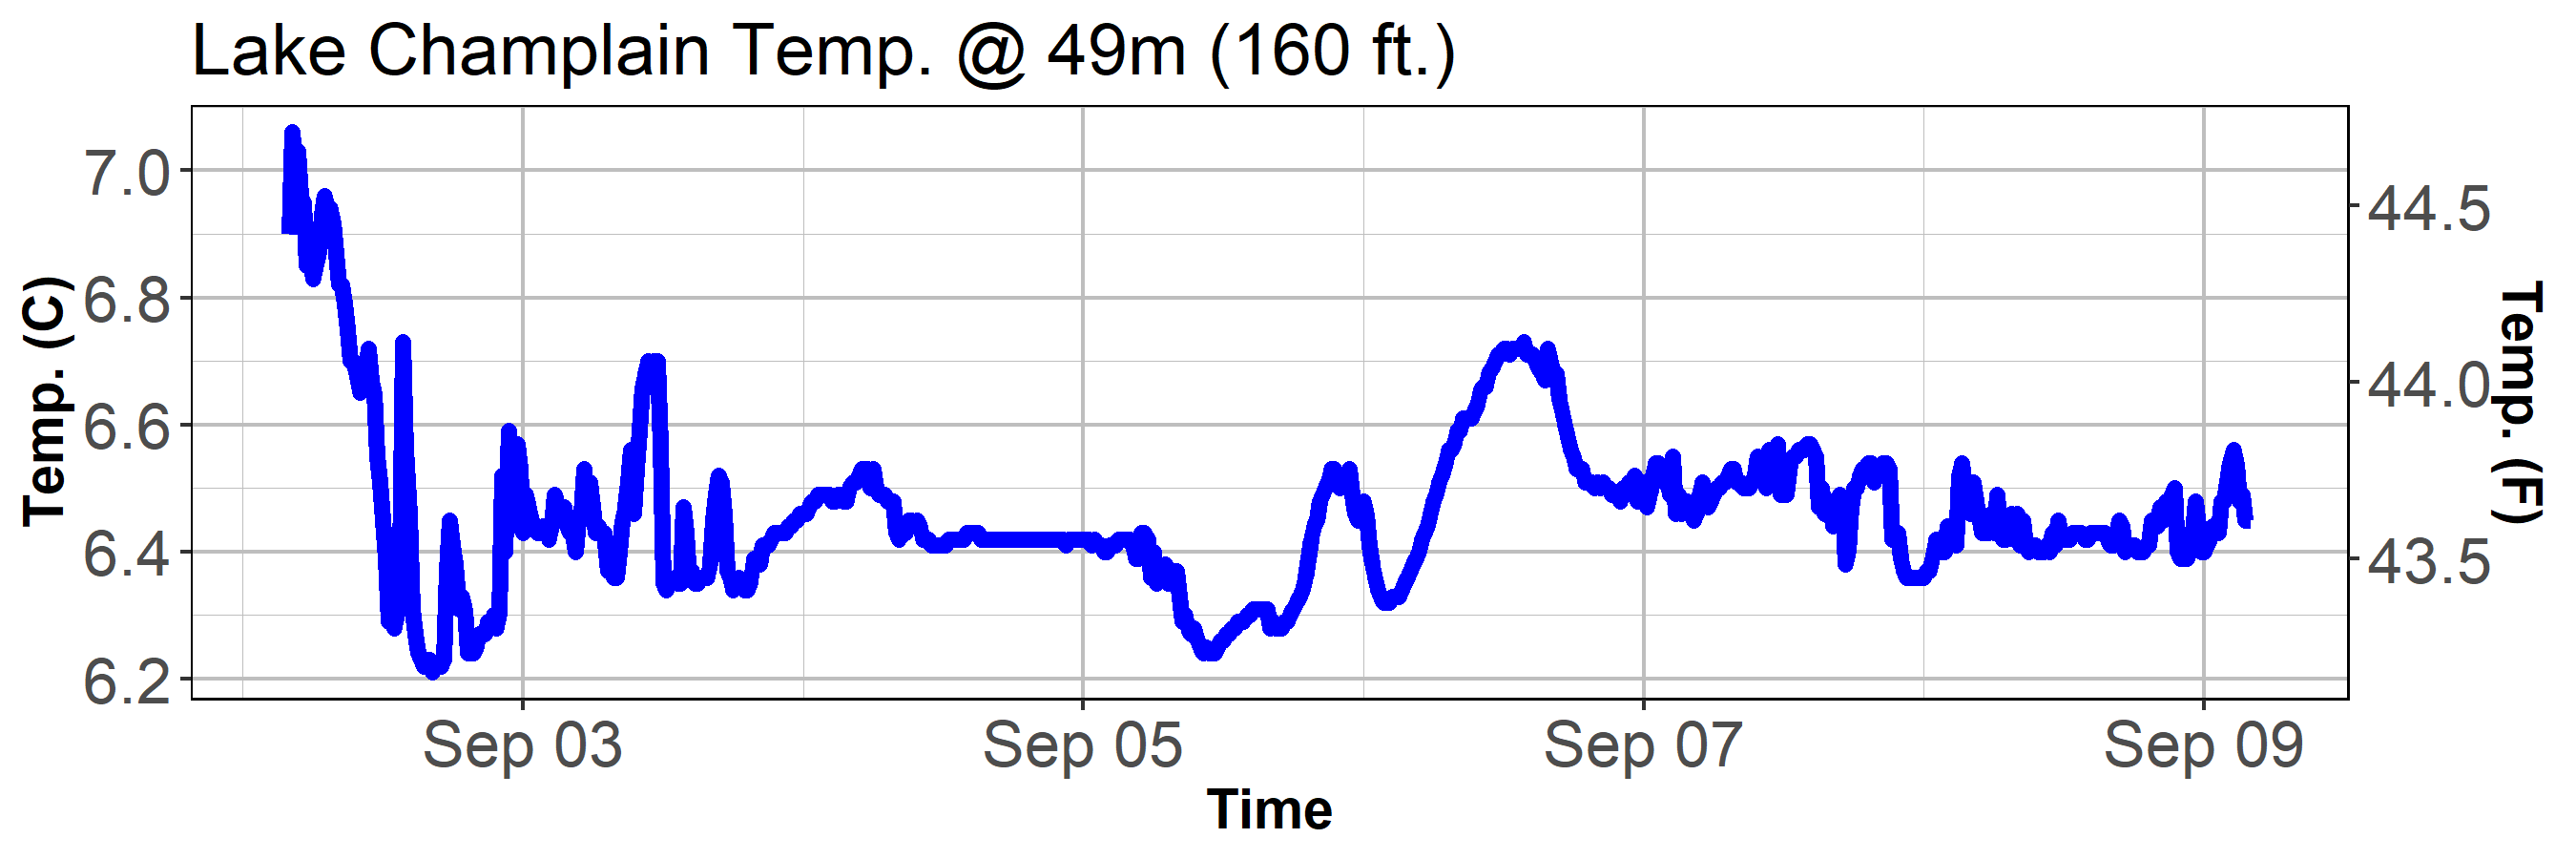 Lake Champlain Temp. @ 49m (160 ft.)
7.0
6.8
6.6
6.4
6.2
Temp. (C)
44.5
44.0
43.5
Temp. (F)
Sep 03
Sep 05
Sep 07
Sep 09
Time